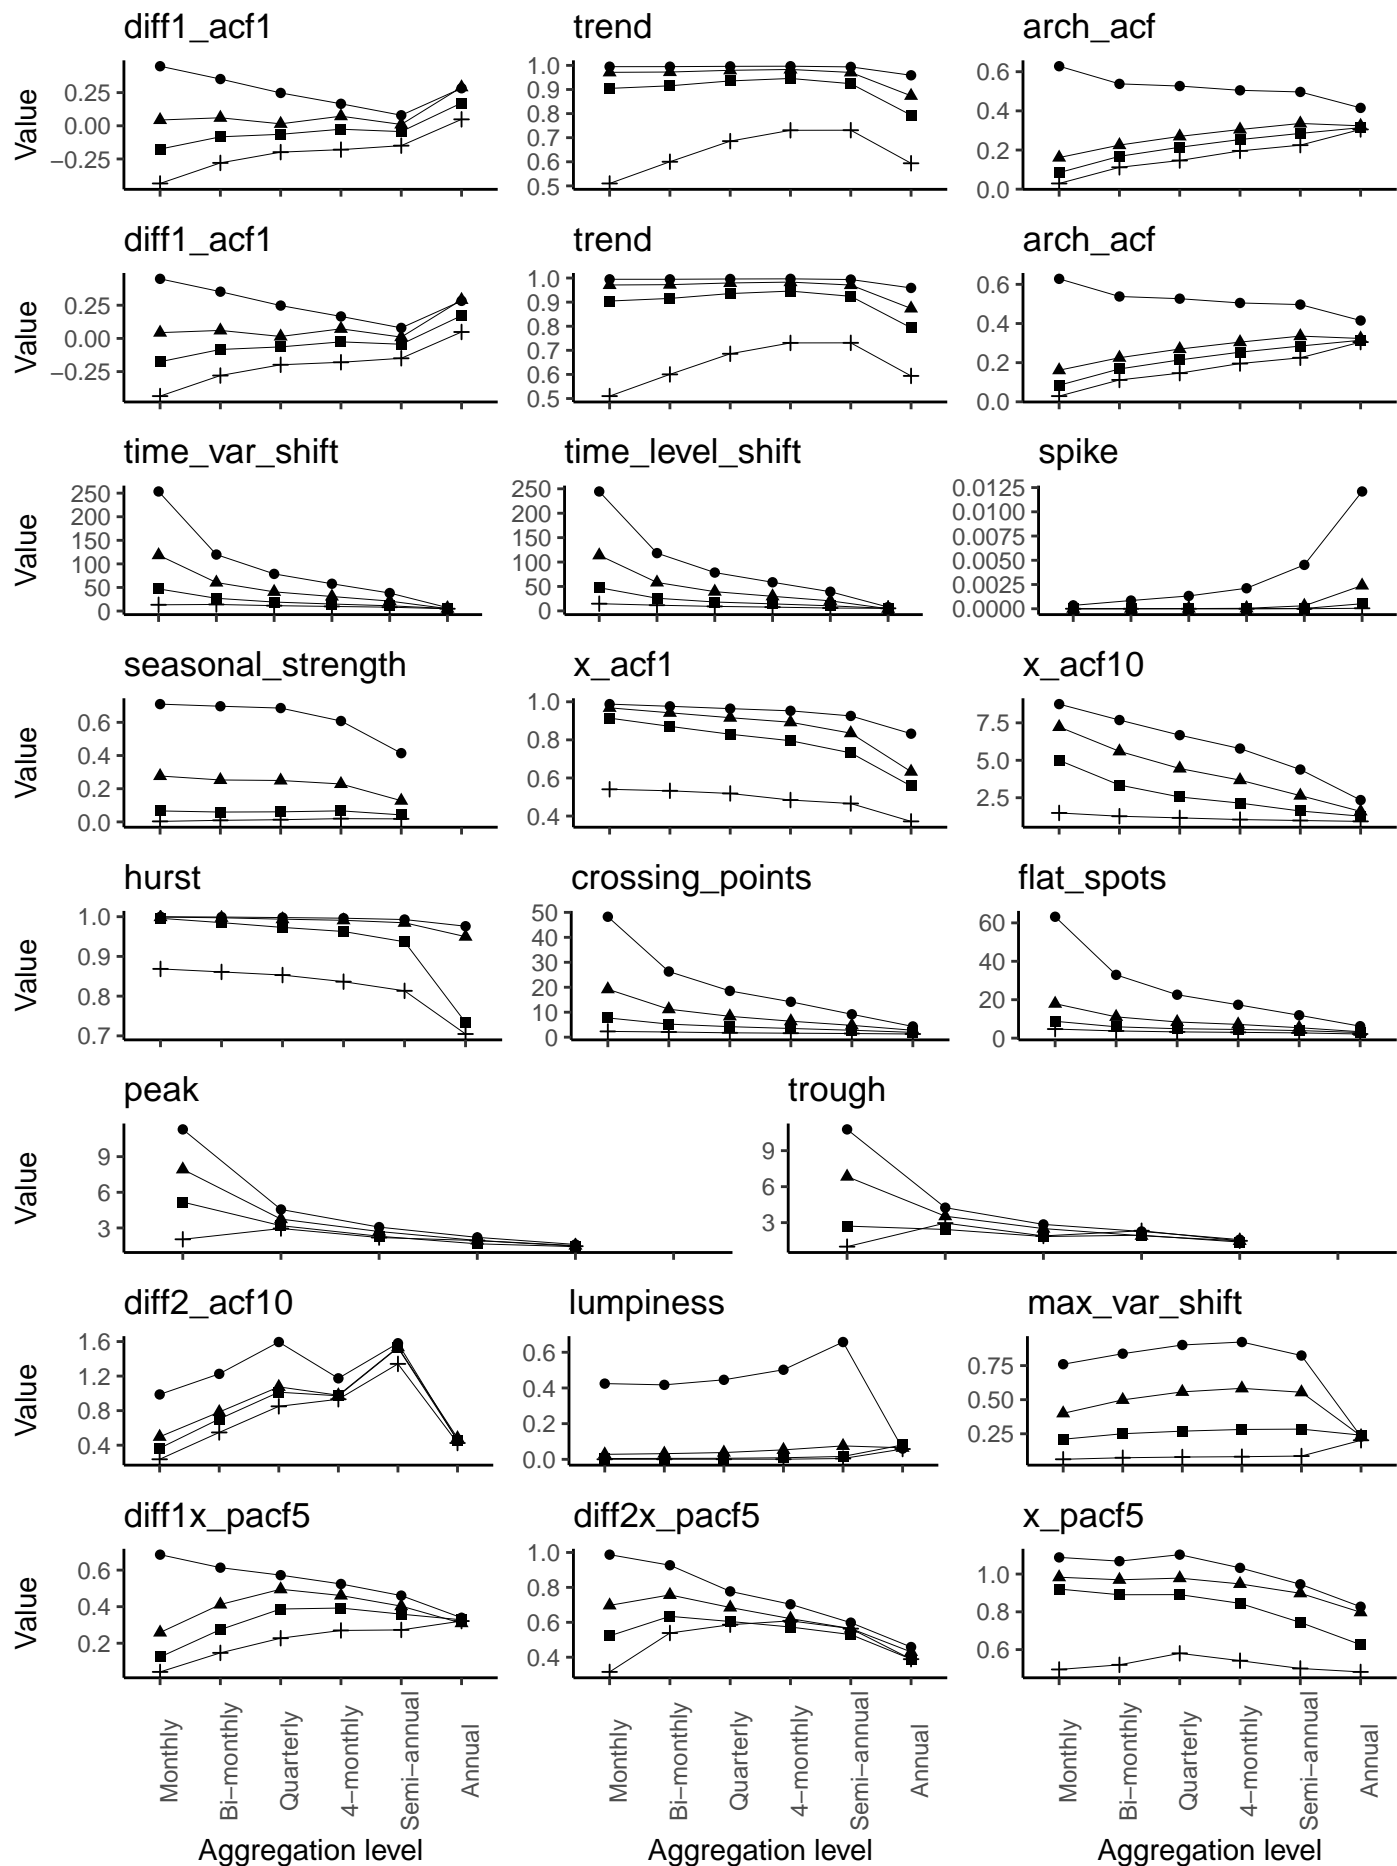 diff1_acf1 trend arch_acf
Value 0.25 0.00 −0.25 1.0 0.9 0.8 0.7 0.6 0.5 0.6 0.4 0.2 0.0
diff1_acf1 trend arch_acf
Value 0.25 0.00 −0.25 1.0 0.9 0.8 0.7 0.6 0.5 0.6 0.4 0.2 0.0
time_var_shift time_level_shift spike
Value 250 200 150 100 50 0 250 200 150 100 50 0 0.0125 0.0100 0.0075 0.0050 0.0025 0.0000
seasonal_strength x_acf1 x_acf10
Value 0.6 0.4 0.2 0.0 1.0 0.8 0.6 0.4 7.5 5.0 2.5
hurst crossing_points flat_spots
Value 1.0 0.9 0.8 0.7 50 40 30 20 10 0 60 40 20 0
peak trough
Value 9 6 3 9 6 3
diff2_acf10 lumpiness max_var_shift
Value 1.6 1.2 0.8 0.4 0.6 0.4 0.2 0.0 0.75 0.50 0.25
diff1x_pacf5 diff2x_pacf5 x_pacf5
Value 0.6 0.4 0.2 1.0 0.8 0.6 0.4 1.0 0.8 0.6
Monthly Bi−monthly Quarterly 4−monthly Semi−annual Annual Monthly Bi−monthly Quarterly 4−monthly Semi−annual Annual Monthly Bi−monthly Quarterly 4−monthly Semi−annual Annual
Aggregation level Aggregation level Aggregation level